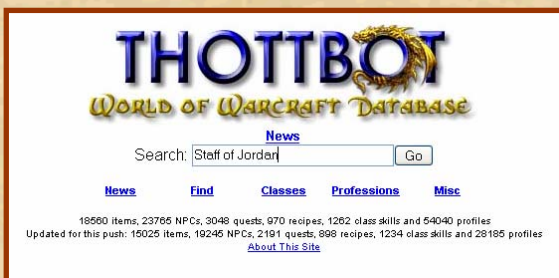 THOTTBOT
WORLD OF WARCRAFT DATABASE
News
Search: Staff of Jordan Go
News Find Classes Professions Misc
18560 items, 23765 NPCs, 3048 quests, 970 recipes, 1262 class skills and 54040 profiles
Updated for this push: 15025 items, 19245 NPCs, 2191 quests, 898 recipes, 1234 class skills and 28185 profiles
About This Site